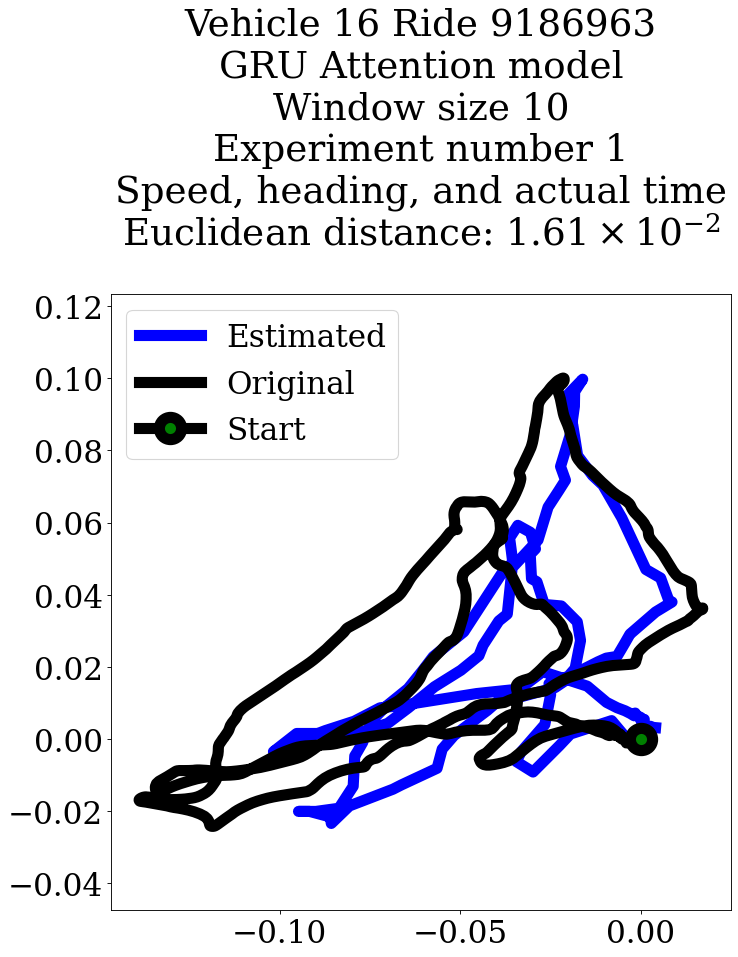 Vehicle 16 Ride 9186963
GRU Attention model
Window size 10
Experiment number 1
Speed, heading, and actual time
Euclidean distance: 1.61 × 10⁻²
0.12
0.10
0.08
0.06
0.04
0.02
0.00
−0.02
−0.04
Estimated
Original
Start
−0.10
−0.05
0.00